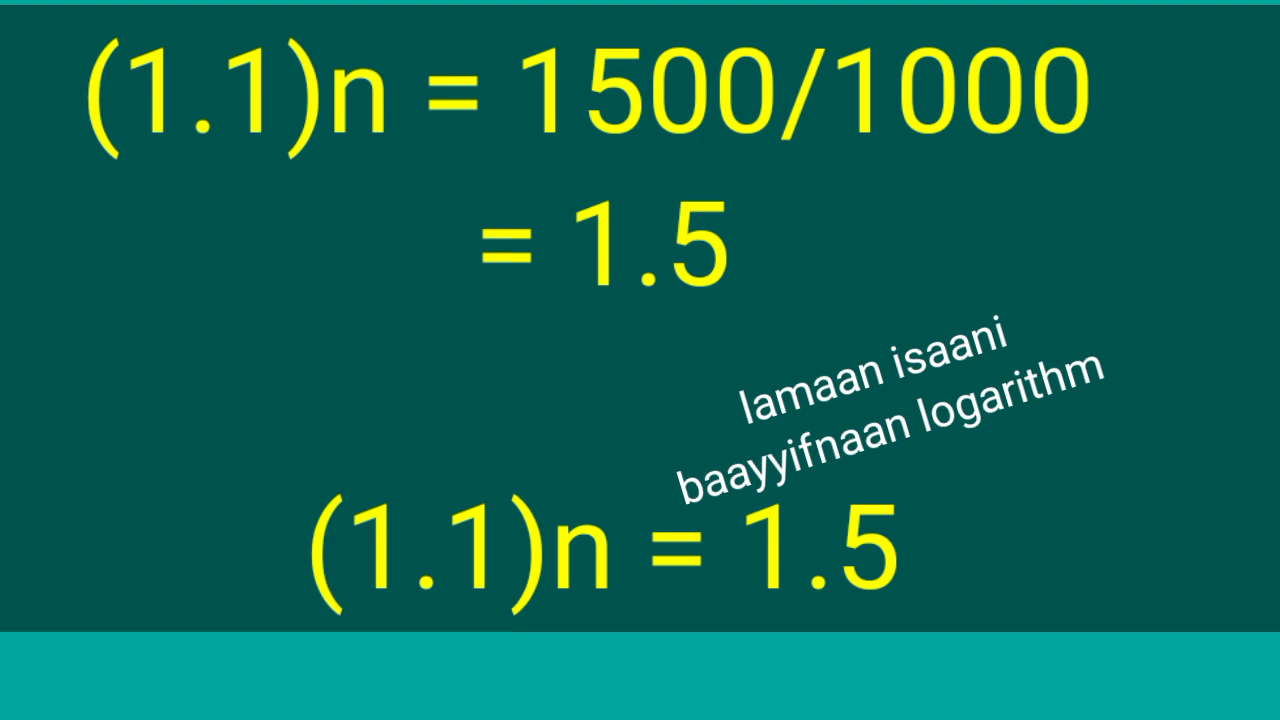 (1.1)n = 1500/1000
= 1.5
lamaan isaani
baayyifnaan logarithm
(1.1)n = 1.5